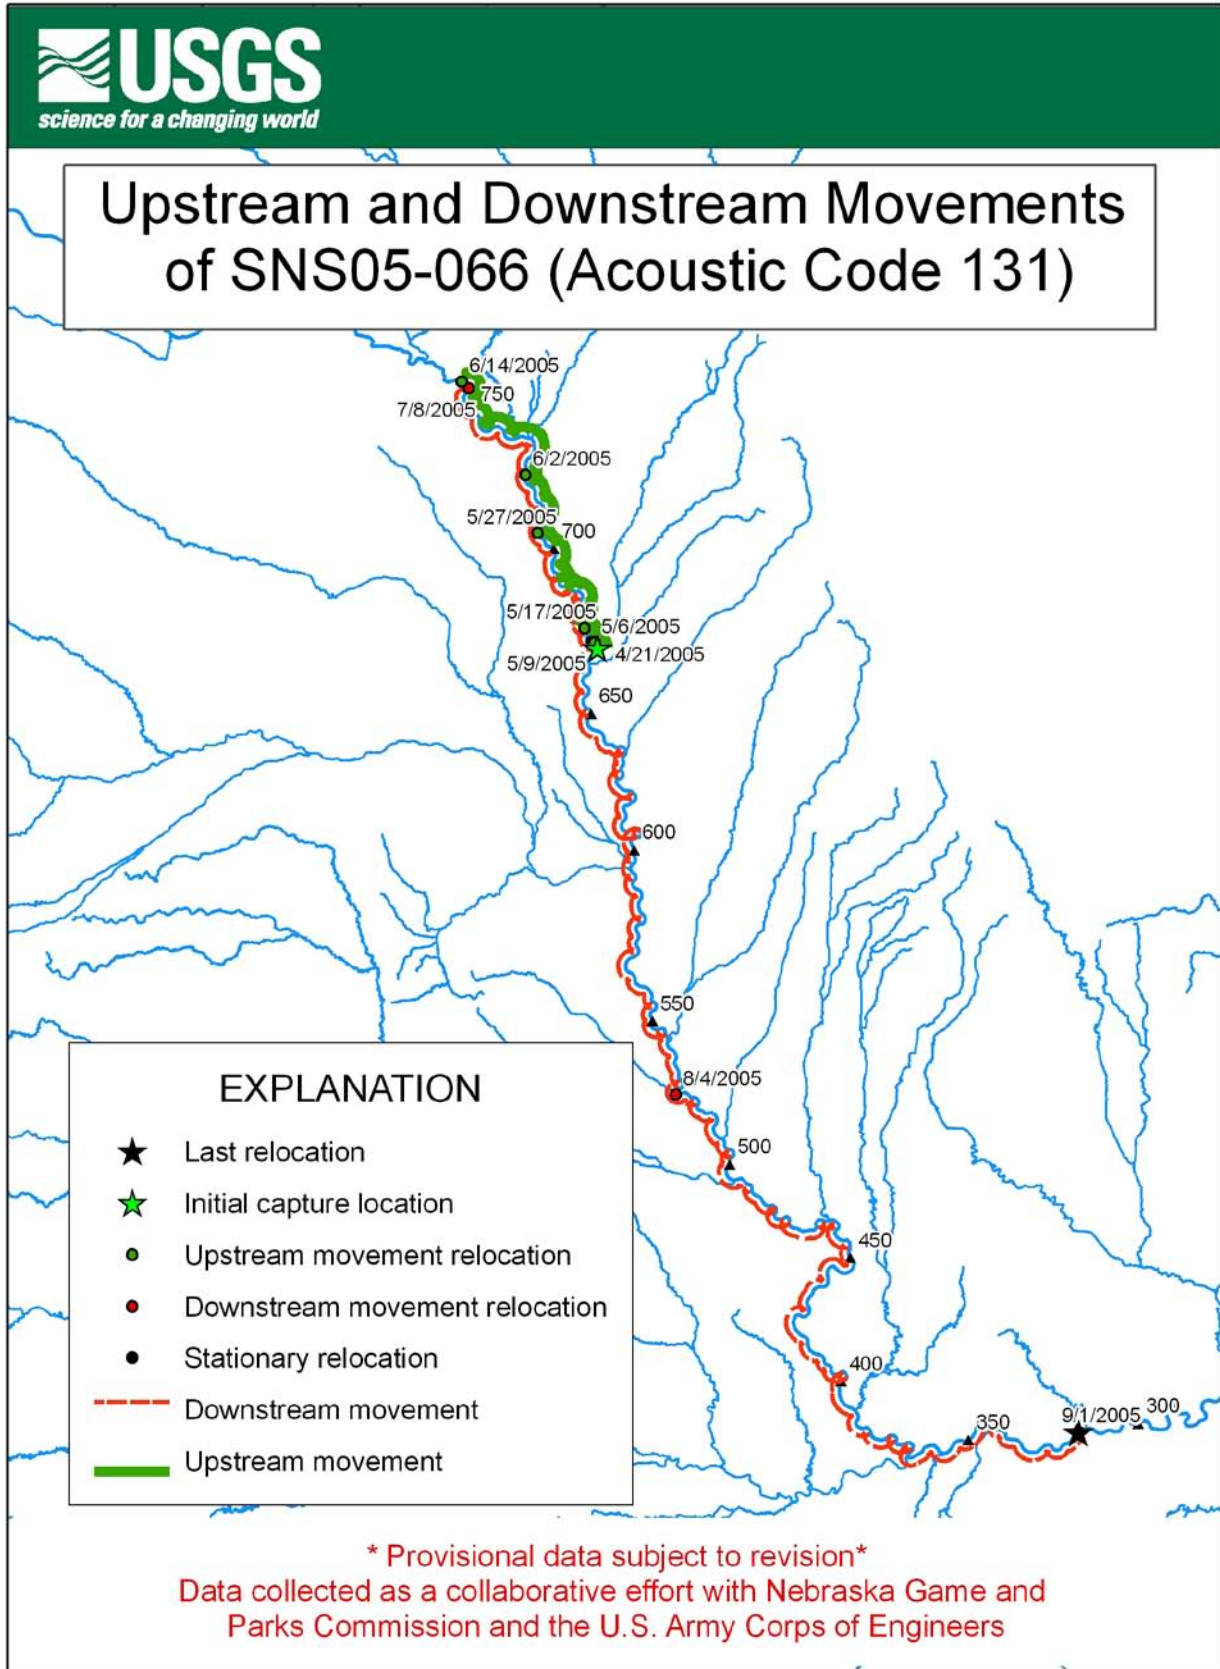 USGS
science for a changing world
Upstream and Downstream Movements
of SNS05-066 (Acoustic Code 131)
6/14/2005
750
7/8/2005
6/2/2005
5/27/2005
700
5/17/2005
5/6/2005
4/21/2005
5/9/2005
650
600
550
8/4/2005
500
450
400
350
9/1/2005
300
EXPLANATION
Last relocation
Initial capture location
Upstream movement relocation
Downstream movement relocation
Stationary relocation
Downstream movement
Upstream movement
* Provisional data subject to revision*
Data collected as a collaborative effort with Nebraska Game and
Parks Commission and the U.S. Army Corps of Engineers